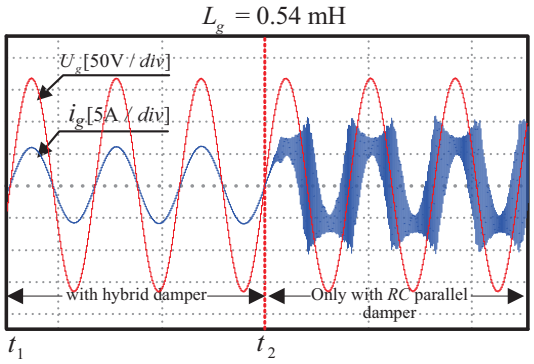 L_g = 0.54 mH
U_g[50V / div]
i_g[5A / div]
with hybrid damper
Only with RC parallel
damper
t_1
t_2